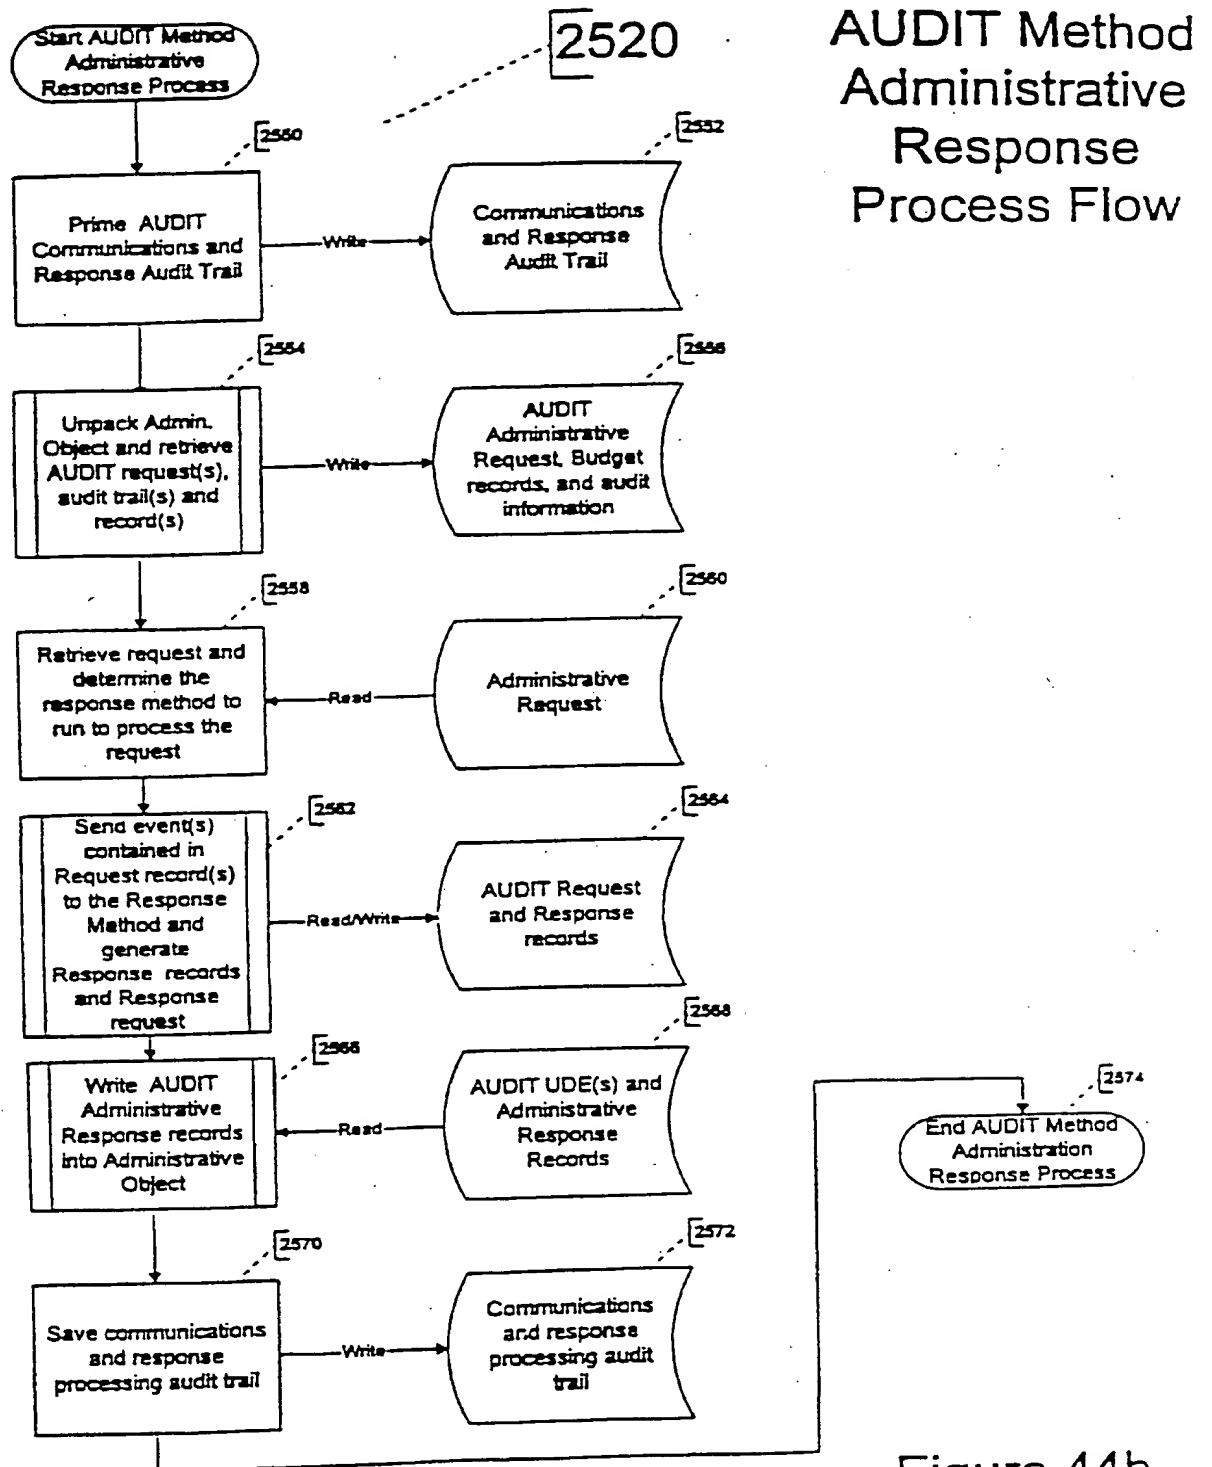 Start AUDIT Method
Administrative
Response Process
2520
AUDIT Method
Administrative
Response
Process Flow
2550
Prime AUDIT
Communications and
Response Audit Trail
Write
2552
Communications
and Response
Audit Trail
2554
Unpack Admin.
Object and retrieve
AUDIT request(s),
audit trail(s) and
record(s)
Write
2556
AUDIT
Administrative
Request, Budget
records, and audit
information
2558
Retrieve request and
determine the
response method to
run to process the
request
Read
2560
Administrative
Request
2562
Send event(s)
contained in
Request record(s)
to the Response
Method and
generate
Response records
and Response
request
Read/Write
2564
AUDIT Request
and Response
records
2566
Write AUDIT
Administrative
Response records
into Administrative
Object
Read
2568
AUDIT UDE(s) and
Administrative
Response
Records
2570
Save communications
and response
processing audit trail
Write
2572
Communications
and response
processing audit
trail
2574
End AUDIT Method
Administration
Response Process
Figure 44b